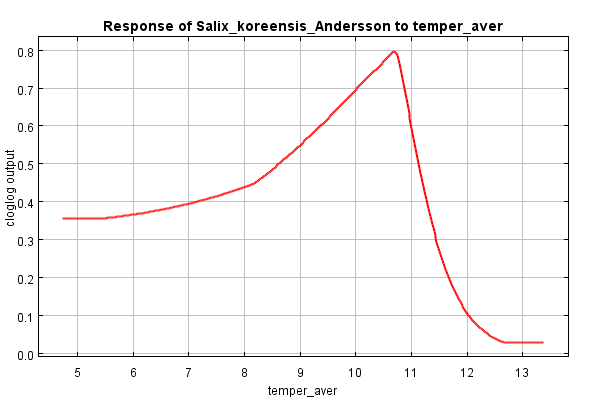 Response of Salix_koreensis_Andersson to temper_aver
cloglog output
0.8
0.7
0.6
0.5
0.4
0.3
0.2
0.1
0.0
5 6 7 8 9 10 11 12 13
temper_aver